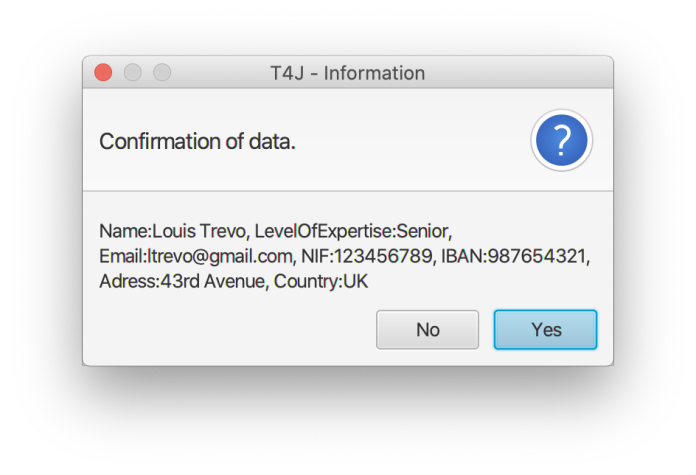 T4J - Information
Confirmation of data.
?
Name:Louis Trevo, LevelOfExpertise:Senior,
Email:ltrevo@gmail.com, NIF:123456789, IBAN:987654321,
Adress:43rd Avenue, Country:UK
No
Yes